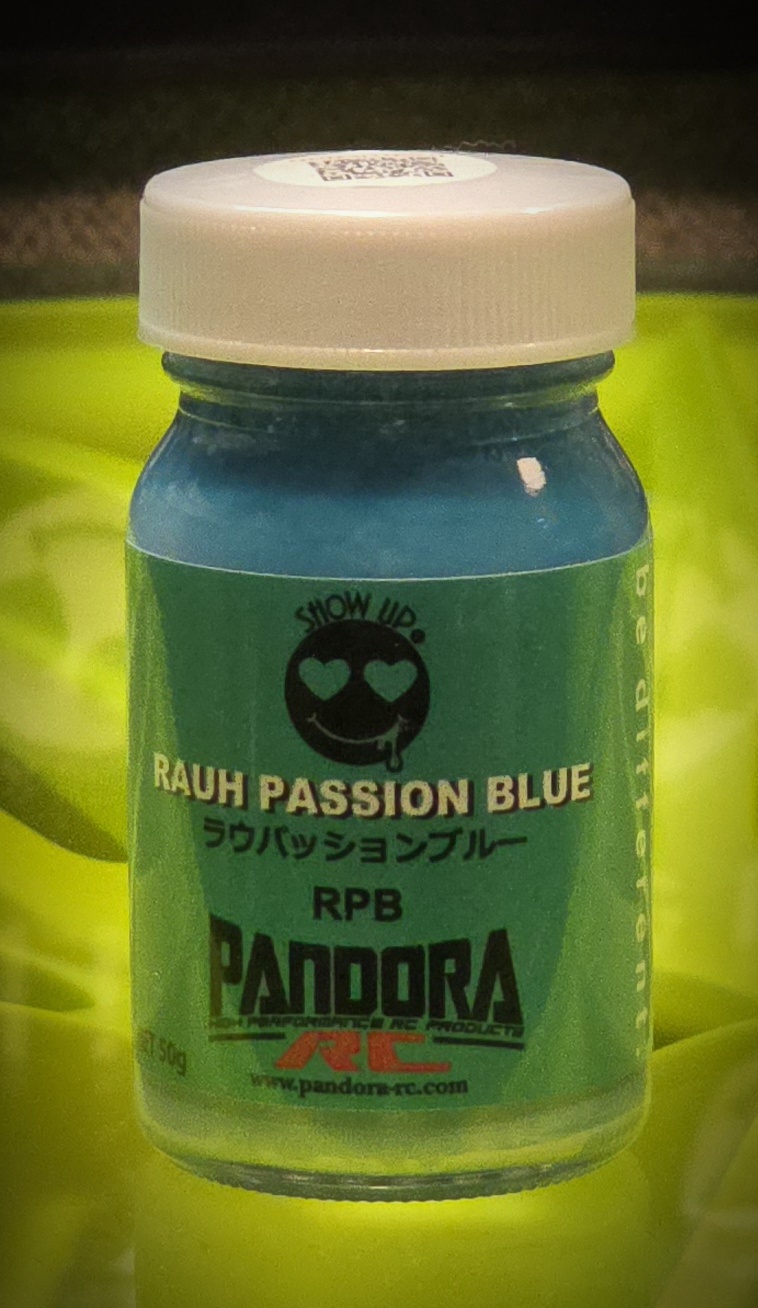 SHOW UP.
RAUH PASSION BLUE
ラウパッションブルー
RPB
PANDORA
HIGH PERFORMANCE RC PRODUCTS
RC
www.pandora-rc.com
50g
be different.